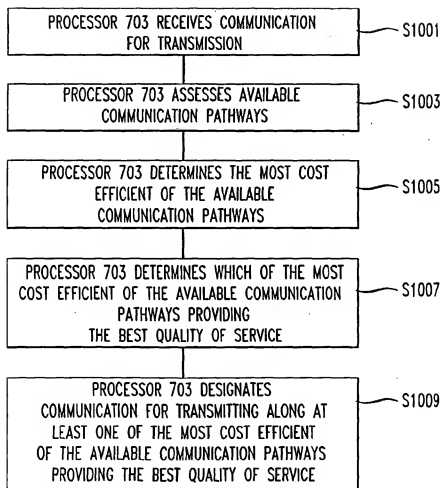 PROCESSOR 703 RECEIVES COMMUNICATION
FOR TRANSMISSION
S1001
PROCESSOR 703 ASSESSES AVAILABLE
COMMUNICATION PATHWAYS
S1003
PROCESSOR 703 DETERMINES THE MOST COST
EFFICIENT OF THE AVAILABLE
COMMUNICATION PATHWAYS
S1005
PROCESSOR 703 DETERMINES WHICH OF THE MOST
COST EFFICIENT OF THE AVAILABLE COMMUNICATION
PATHWAYS PROVIDING
THE BEST QUALITY OF SERVICE
S1007
PROCESSOR 703 DESIGNATES
COMMUNICATION FOR TRANSMITTING ALONG AT
LEAST ONE OF THE MOST COST EFFICIENT
OF THE AVAILABLE COMMUNICATION PATHWAYS
PROVIDING THE BEST QUALITY OF SERVICE
S1009